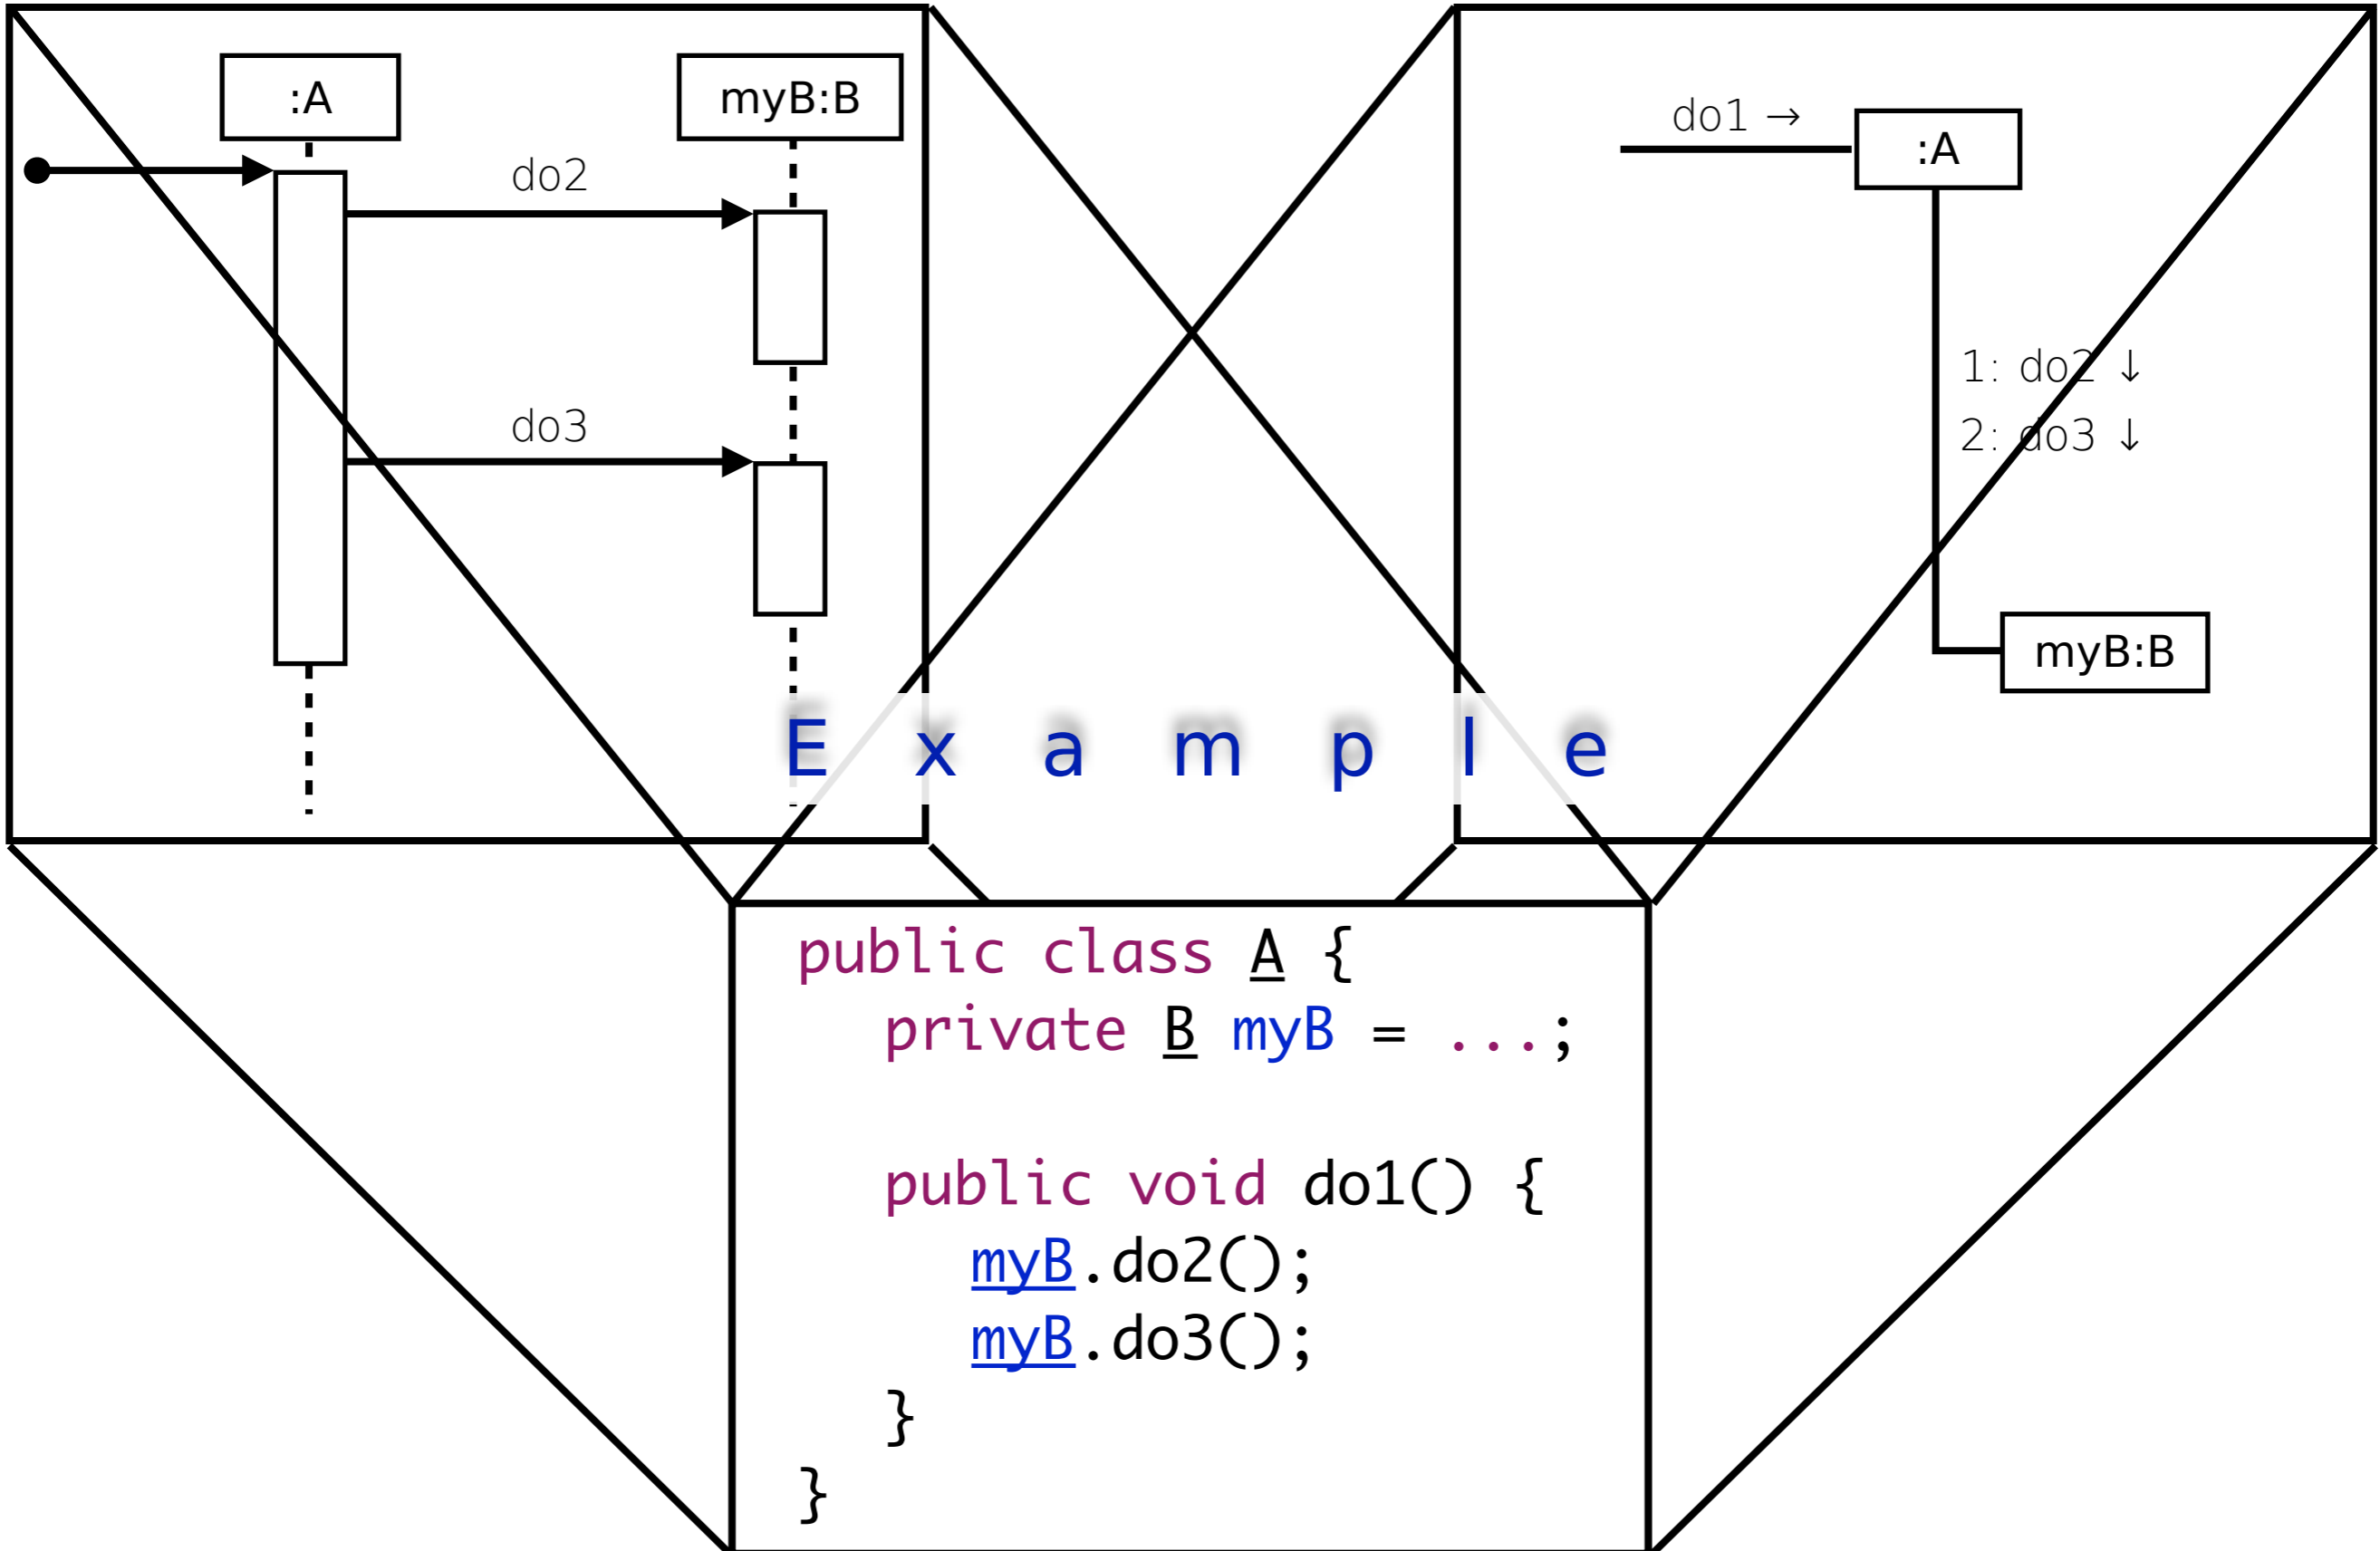 :A
myB:B
do2
do3
do1 →
:A
1: do2 ↓
2: do3 ↓
myB:B
E x a m p l e
public class A {
private B myB = ...;
public void do1() {
myB.do2();
myB.do3();
}
}